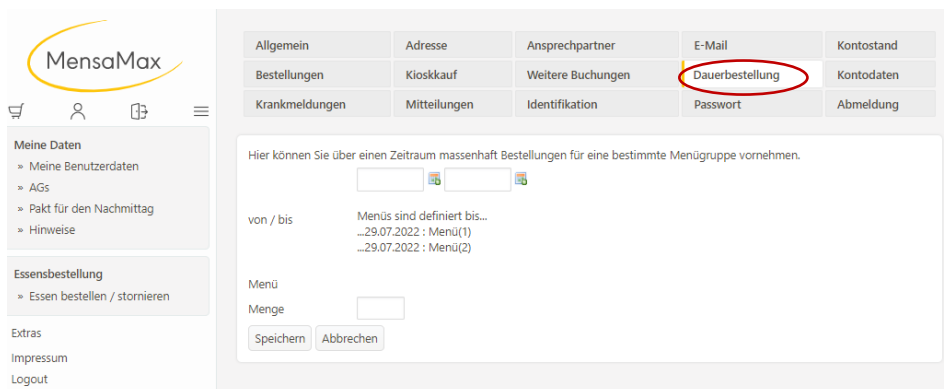 MensaMax
Meine Daten
» Meine Benutzerdaten
» AGs
» Pakt für den Nachmittag
» Hinweise
Essensbestellung
» Essen bestellen / stornieren
Extras
Impressum
Logout
Allgemein Adresse Ansprechpartner E-Mail Kontostand
Bestellungen Kioskkauf Weitere Buchungen Dauerbestellung Kontodaten
Krankmeldungen Mitteilungen Identifikation Passwort Abmeldung
Hier können Sie über einen Zeitraum massenhaft Bestellungen für eine bestimmte Menügruppe vornehmen.
von / bis Menüs sind definiert bis...
...29.07.2022 : Menü(1)
...29.07.2022 : Menü(2)
Menü
Menge
Speichern Abbrechen